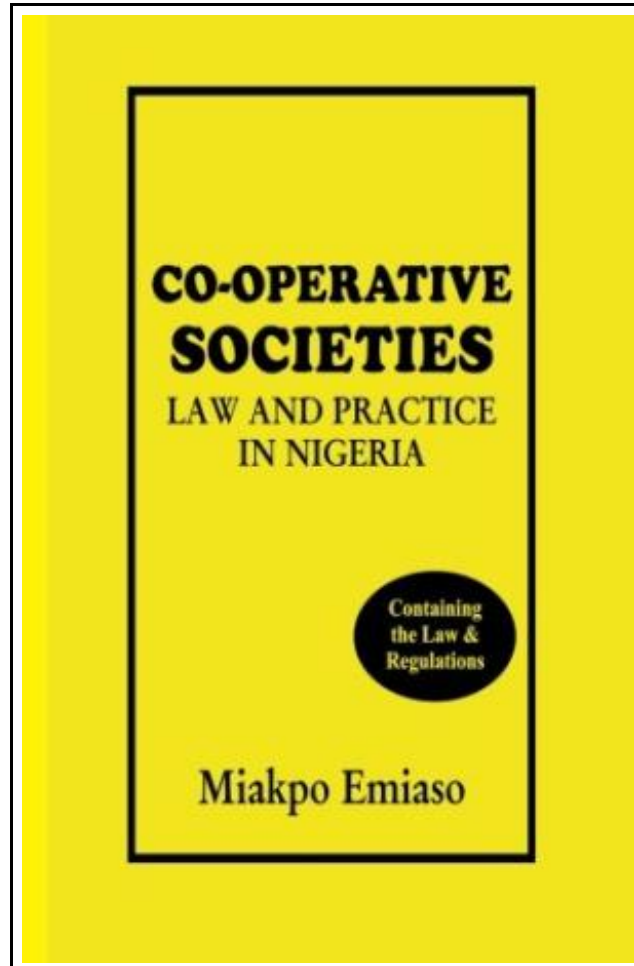 CO-OPERATIVE
SOCIETIES
LAW AND PRACTICE
IN NIGERIA
Containing
the Law &
Regulations
Miakpo Emiaso